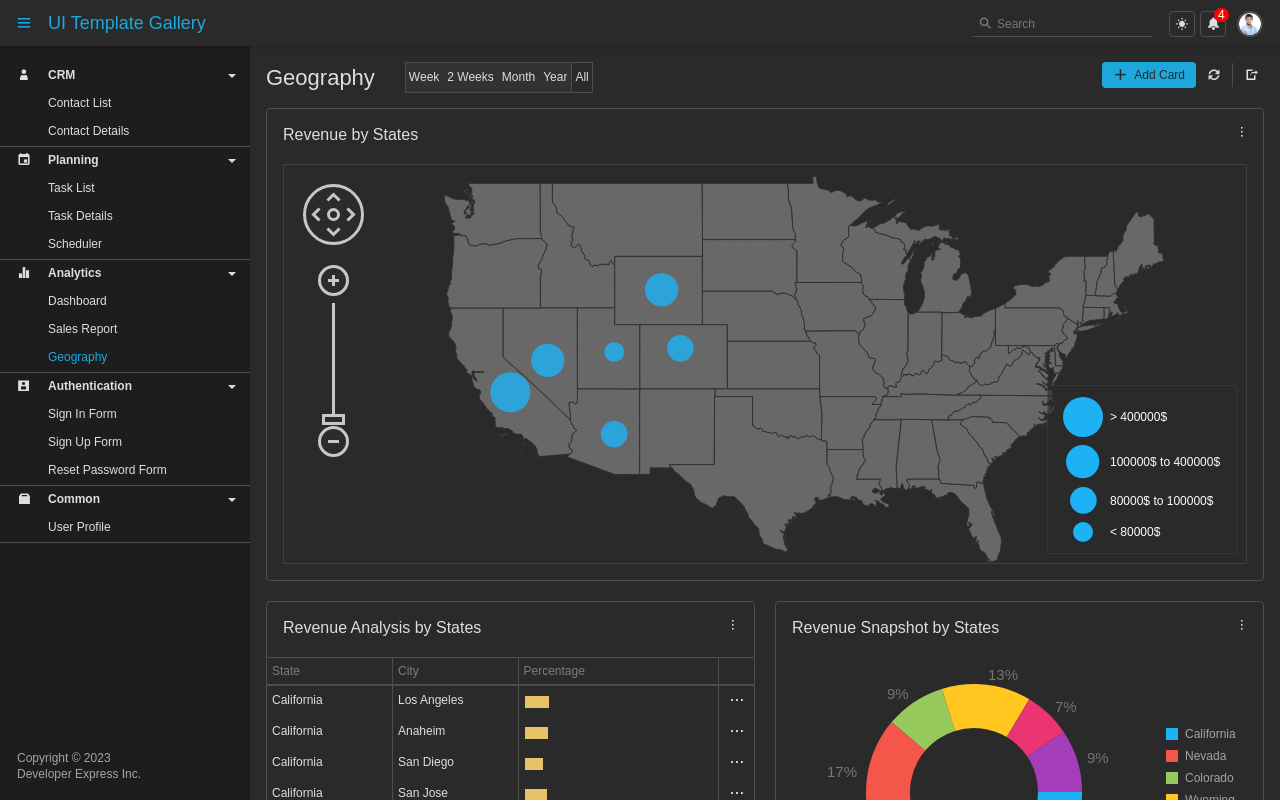 UI Template Gallery
Search
4
CRM
Contact List
Contact Details
Planning
Task List
Task Details
Scheduler
Analytics
Dashboard
Sales Report
Geography
Authentication
Sign In Form
Sign Up Form
Reset Password Form
Common
User Profile
Copyright © 2023
Developer Express Inc.
Geography
Week 2 Weeks Month Year All
Add Card
Revenue by States
> 400000$
100000$ to 400000$
80000$ to 100000$
< 80000$
Revenue Analysis by States
State City Percentage
California Los Angeles
California Anaheim
California San Diego
California San Jose
Revenue Snapshot by States
13%
9%
7%
9%
17%
California
Nevada
Colorado
Wyoming